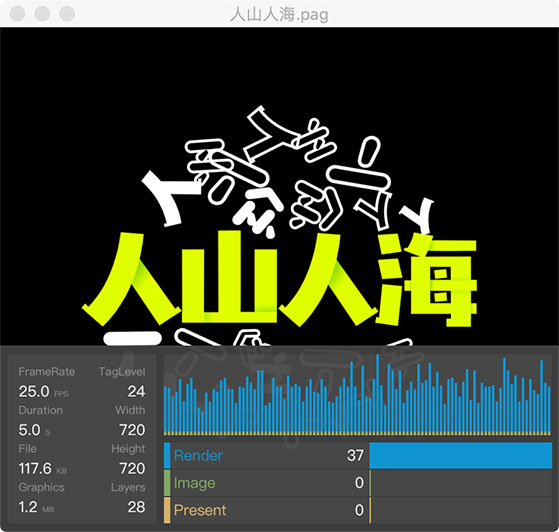 人山人海.pag
人山人海
FrameRate TagLevel
25.0 FPS 24
Duration Width
5.0 S 720
File Height
117.6 KB 720
Graphics Layers
1.2 MB 28
Render 37
Image 0
Present 0